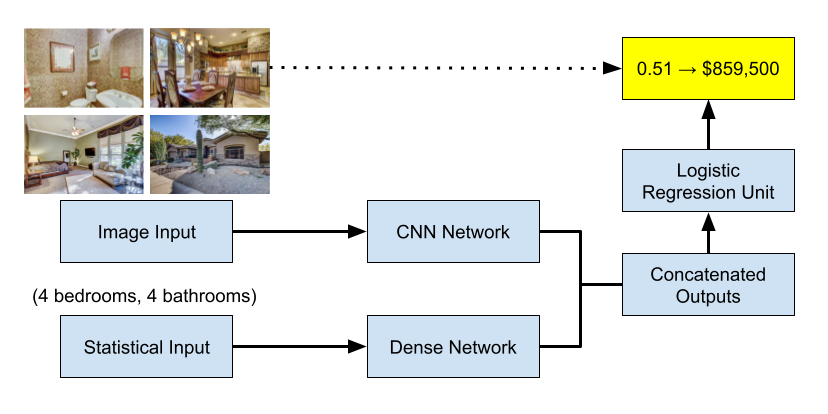 0.51 → $859,500
Logistic
Regression Unit
Image Input
CNN Network
Concatenated
Outputs
(4 bedrooms, 4 bathrooms)
Statistical Input
Dense Network